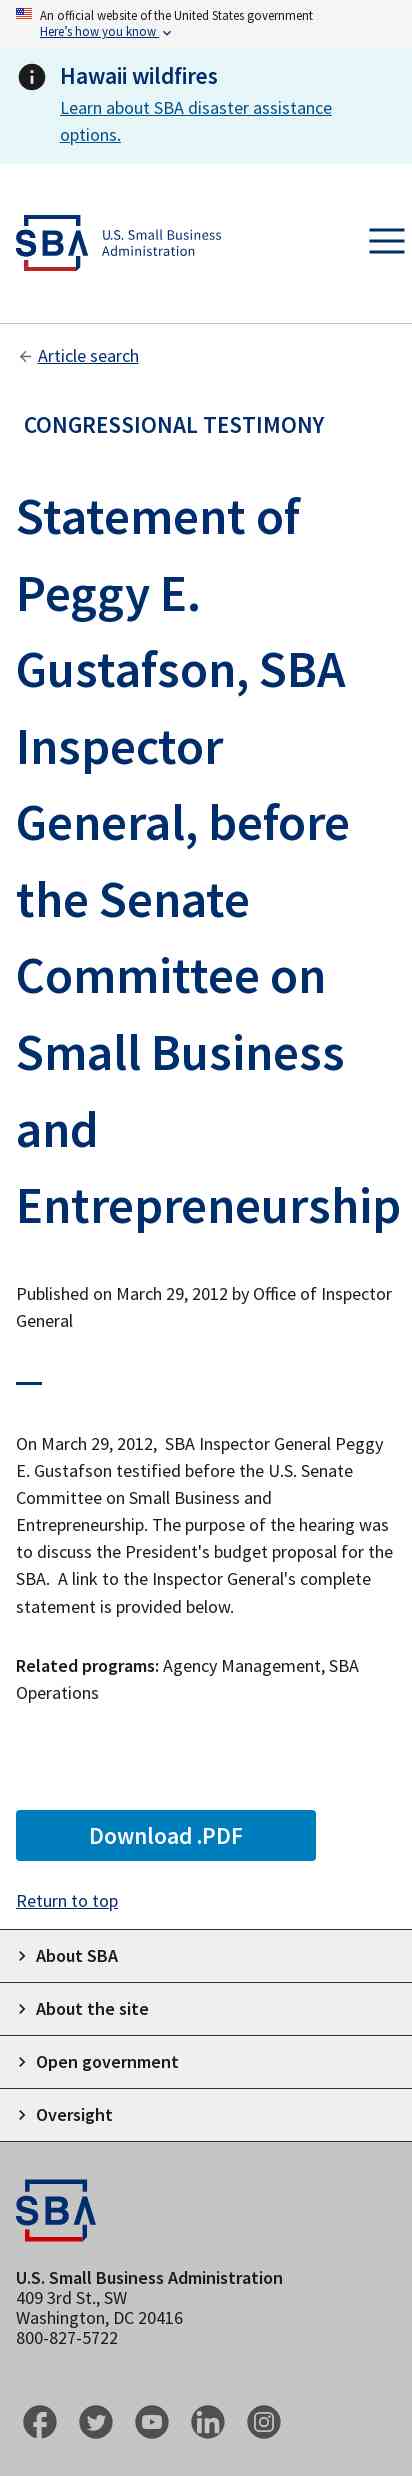 An official website of the United States government
Here’s how you know
Hawaii wildfires
Learn about SBA disaster assistance
options.
SBA
U.S. Small Business
Administration
Article search
CONGRESSIONAL TESTIMONY
Statement of
Peggy E.
Gustafson, SBA
Inspector
General, before
the Senate
Committee on
Small Business
and
Entrepreneurship
Published on March 29, 2012 by Office of Inspector
General
On March 29, 2012,  SBA Inspector General Peggy
E. Gustafson testified before the U.S. Senate
Committee on Small Business and
Entrepreneurship. The purpose of the hearing was
to discuss the President's budget proposal for the
SBA.  A link to the Inspector General's complete
statement is provided below.
Related programs: Agency Management, SBA
Operations
Download .PDF
Return to top
About SBA
About the site
Open government
Oversight
SBA
U.S. Small Business Administration
409 3rd St., SW
Washington, DC 20416
800-827-5722